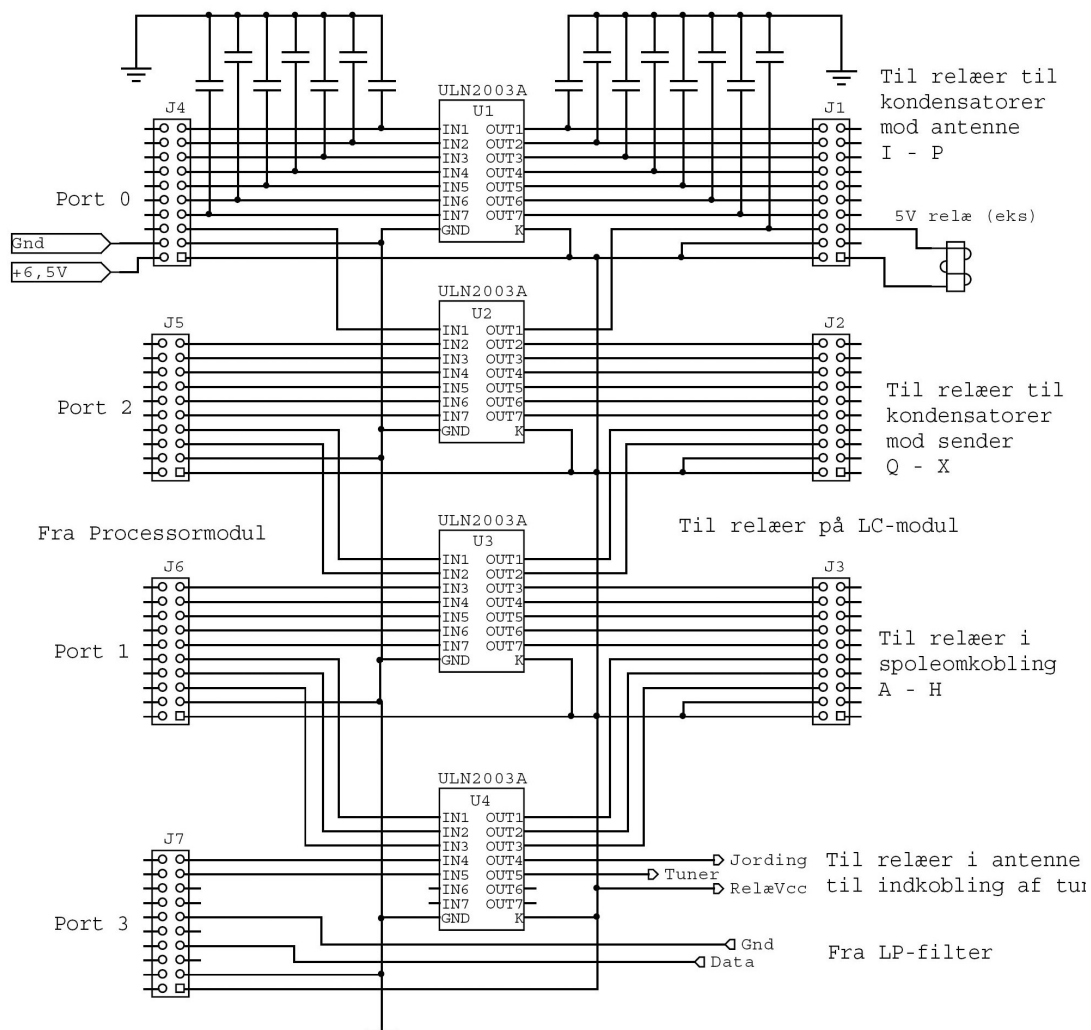 ULN2003A
U1
J4
J1
Til relæer til
kondensatorer
mod antenne
I - P
IN1 OUT1
IN2 OUT2
IN3 OUT3
IN4 OUT4
IN5 OUT5
IN6 OUT6
IN7 OUT7
GND K
Port 0
Gnd
+6,5V
5V relæ (eks)
ULN2003A
U2
J5
J2
IN1 OUT1
IN2 OUT2
IN3 OUT3
IN4 OUT4
IN5 OUT5
IN6 OUT6
IN7 OUT7
GND K
Port 2
Til relæer til
kondensatorer
mod sender
Q - X
Fra Processormodul
Til relæer på LC-modul
ULN2003A
U3
J6
J3
IN1 OUT1
IN2 OUT2
IN3 OUT3
IN4 OUT4
IN5 OUT5
IN6 OUT6
IN7 OUT7
GND K
Port 1
Til relæer i
spoleomkobling
A - H
ULN2003A
U4
J7
IN1 OUT1
IN2 OUT2
IN3 OUT3
IN4 OUT4
IN5 OUT5
IN6 OUT6
IN7 OUT7
GND K
Port 3
Jording
Tuner
RelæVcc
Til relæer i antenne
til indkobling af tun
Gnd
Data
Fra LP-filter